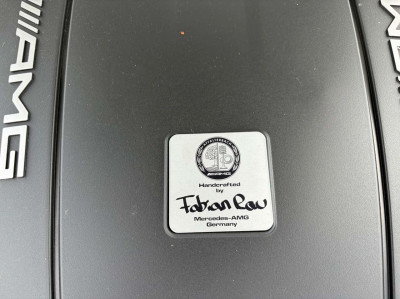 AMG
Handcrafted
by
Fabian Rau
Mercedes-AMG
Germany